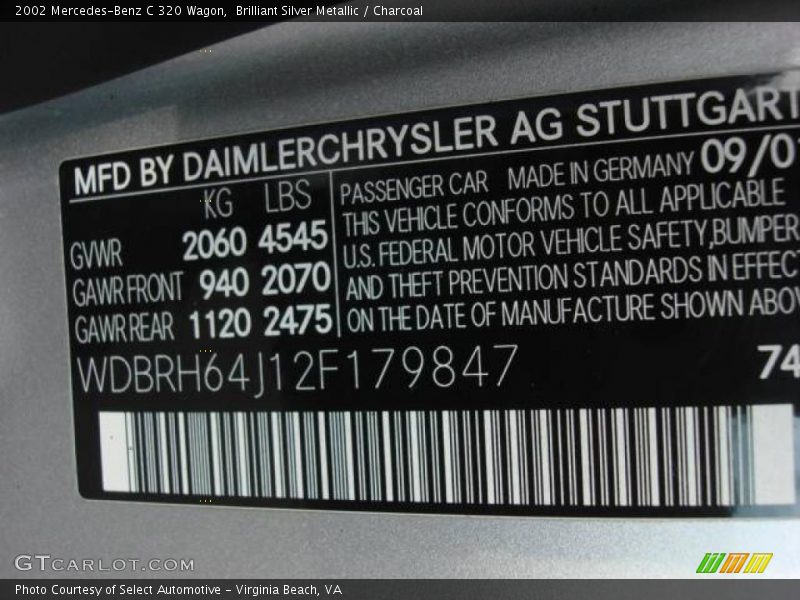 2002 Mercedes-Benz C 320 Wagon,  Brilliant Silver Metallic / Charcoal
MFD BY DAIMLERCHRYSLER AG STUTTGART
KG LBS
GVWR 2060 4545
GAWR FRONT 940 2070
GAWR REAR 1120 2475
PASSENGER CAR MADE IN GERMANY 09/01
THIS VEHICLE CONFORMS TO ALL APPLICABLE
U.S. FEDERAL MOTOR VEHICLE SAFETY, BUMPER
AND THEFT PREVENTION STANDARDS IN EFFEC
ON THE DATE OF MANUFACTURE SHOWN ABOV
WDBRH64J12F179847 74
GTCARLOT.COM
Photo Courtesy of Select Automotive - Virginia Beach, VA